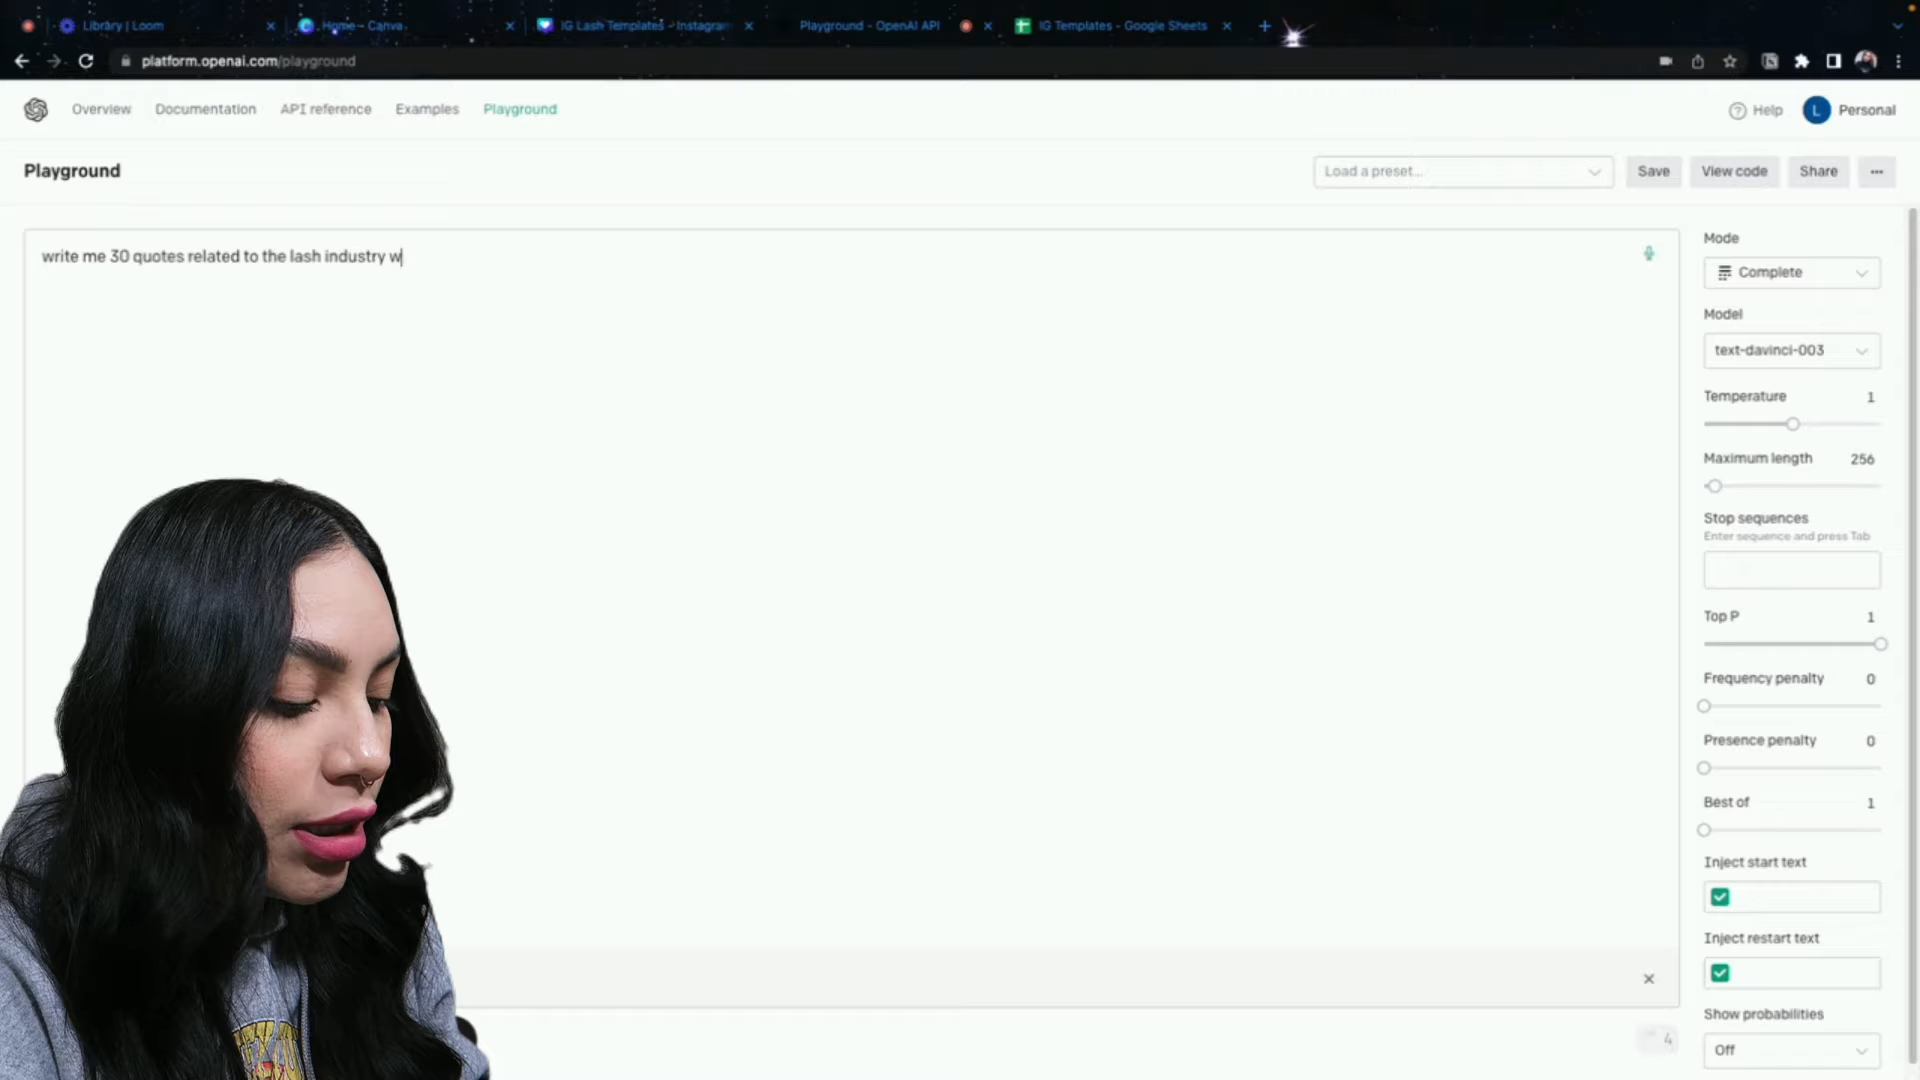 Library | Loom
Home - Canva
IG Lash Templates - Instagram
Playground - OpenAI API
IG Templates - Google Sheets
platform.openai.com/playground
Overview
Documentation
API reference
Examples
Playground
Help
L
Personal
Playground
Load a preset...
Save
View code
Share
write me 30 quotes related to the lash industry w
Mode
Complete
Model
text-davinci-003
Temperature 1
Maximum length 256
Stop sequences
Enter sequence and press Tab
Top P 1
Frequency penalty 0
Presence penalty 0
Best of 1
Inject start text
Inject restart text
4
Show probabilities
Off